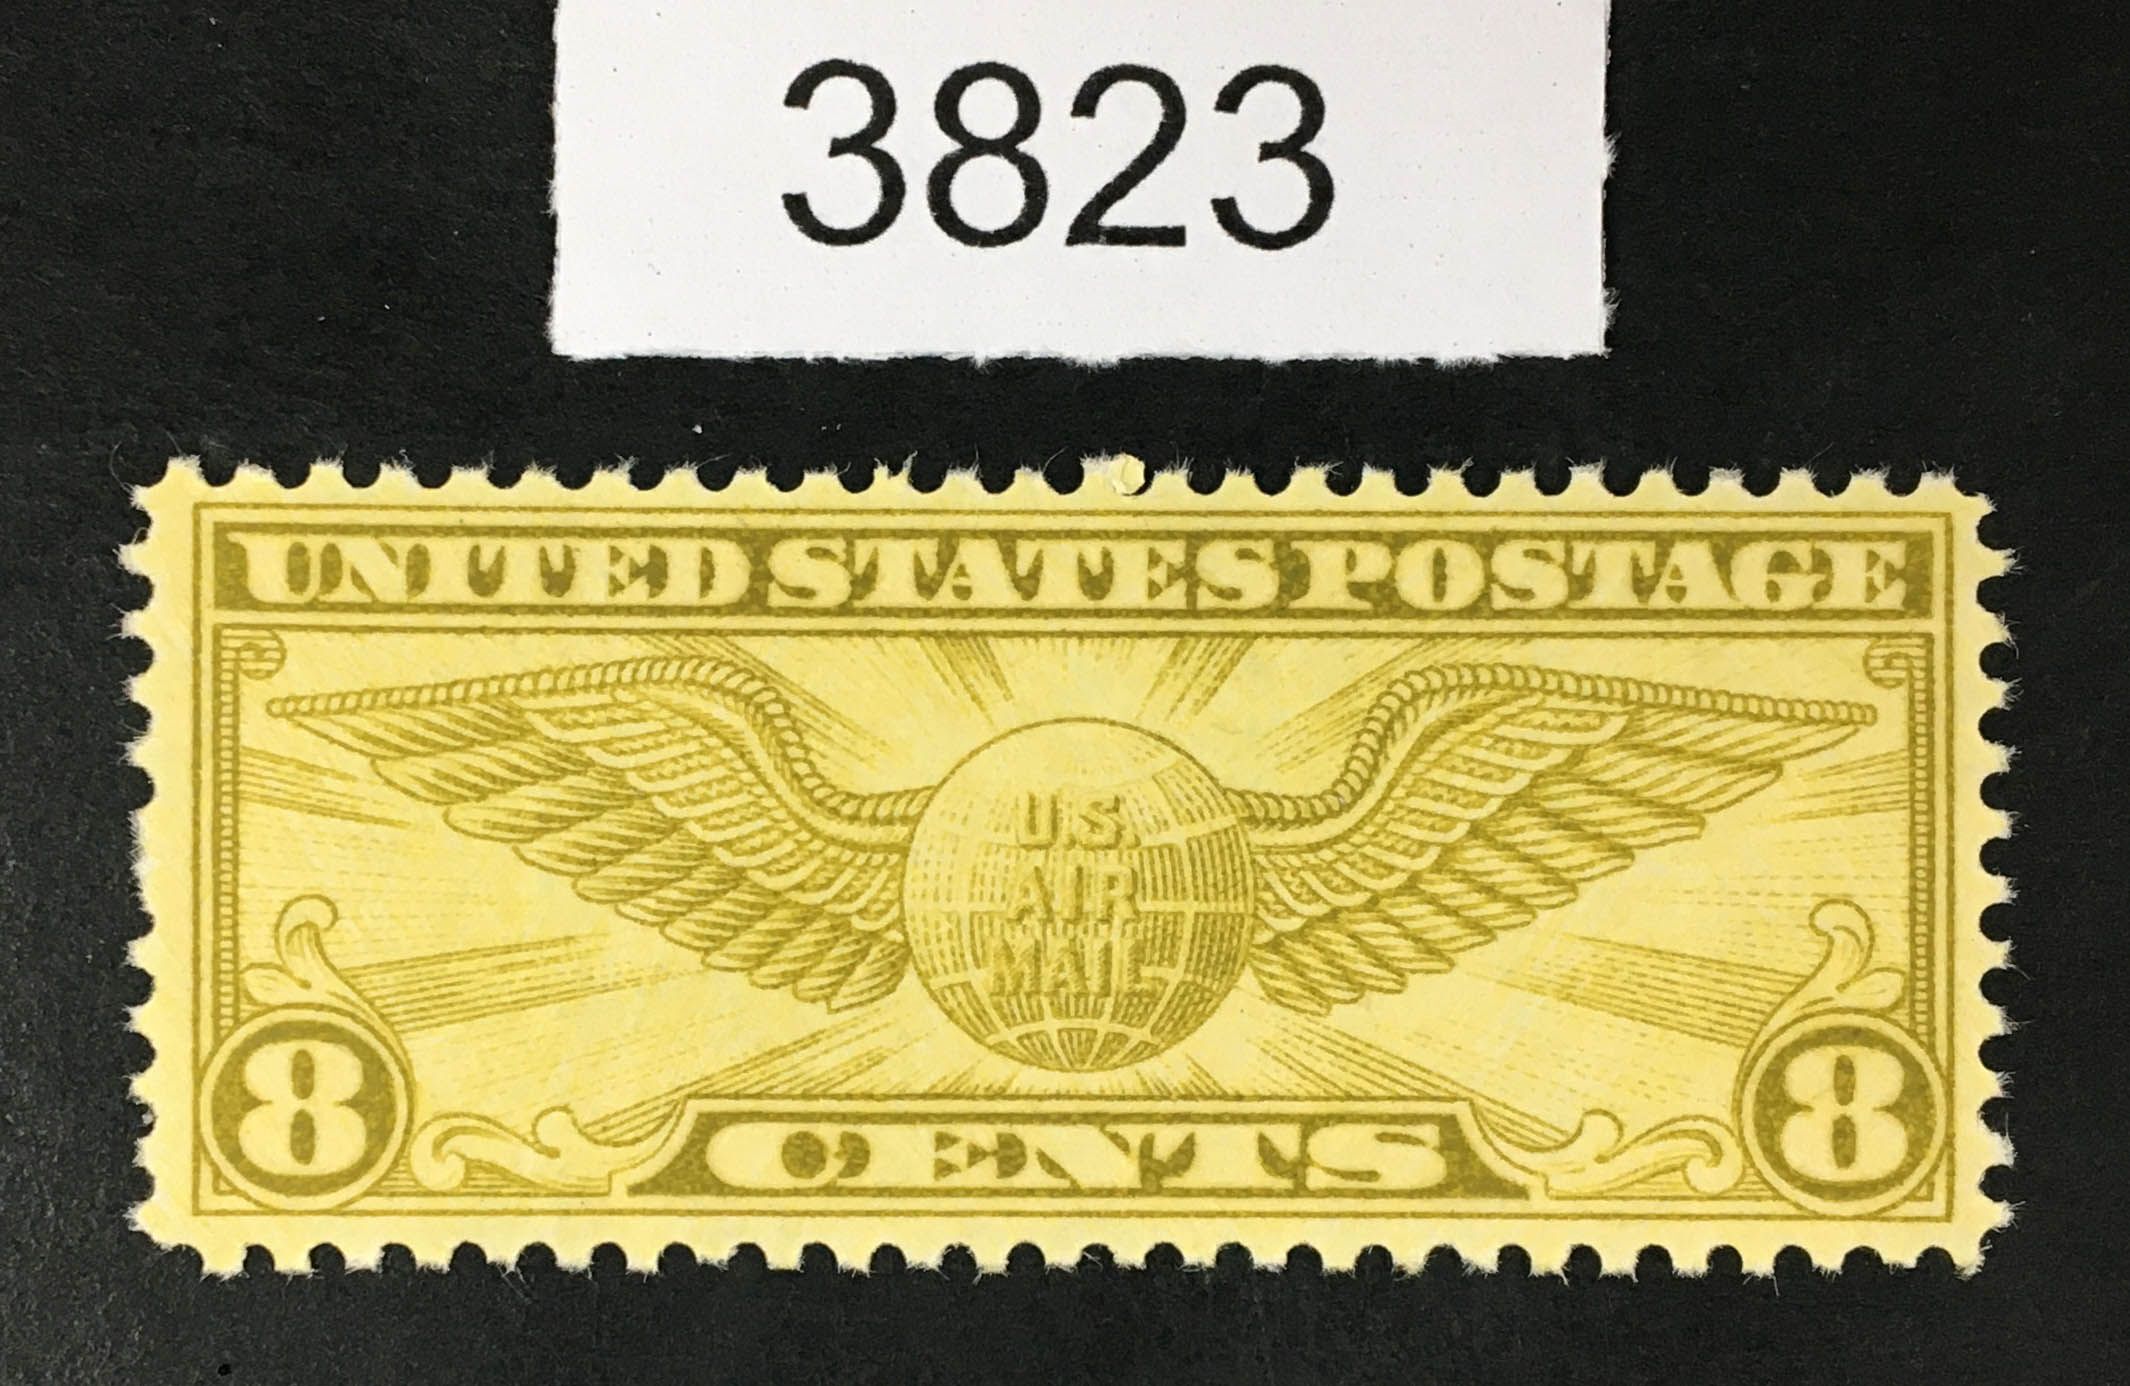 3823
UNITED STATES POSTAGE
U.S.
AIR
MAIL
8 CENTS 8